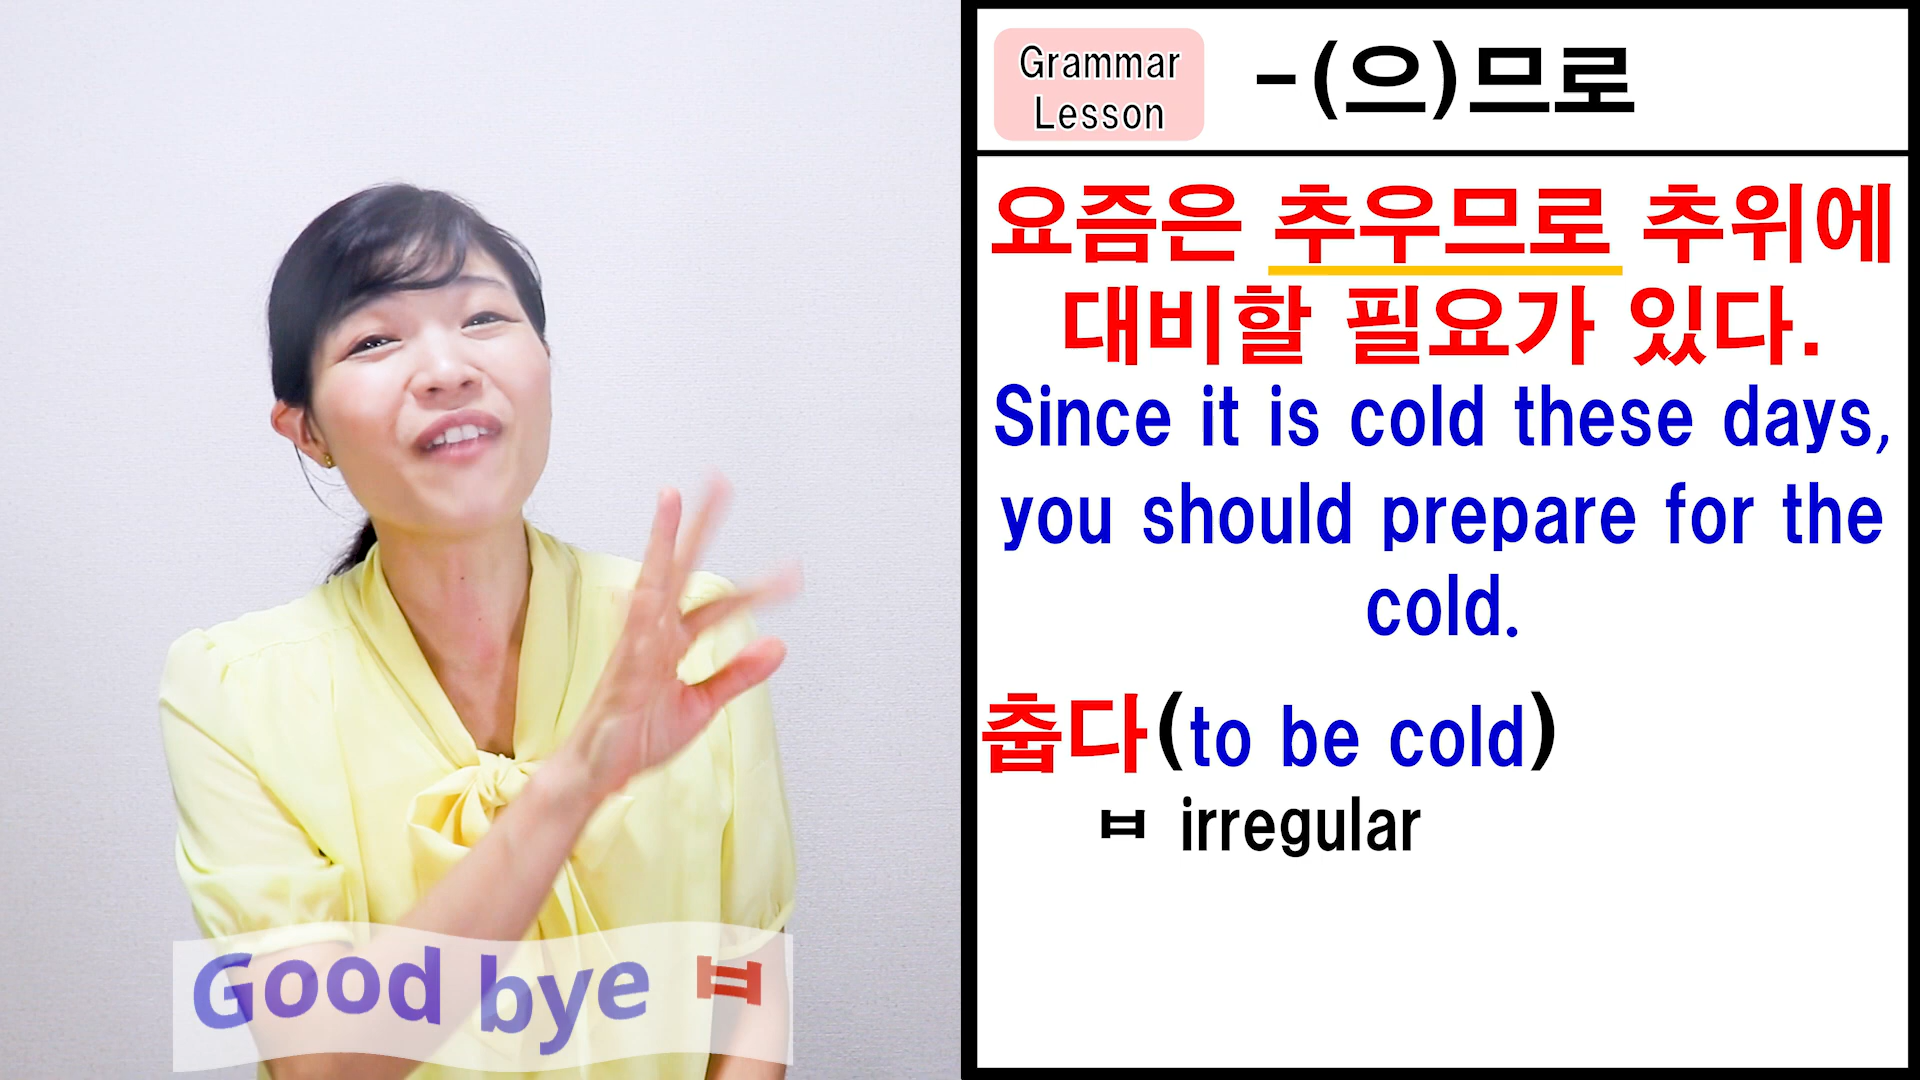 Grammar
Lesson
-(으)므로
요즘은 추우므로 추위에
대비할 필요가 있다.
Since it is cold these days,
you should prepare for the
cold.
춥다(to be cold)
ㅂ irregular
Good bye ㅂ